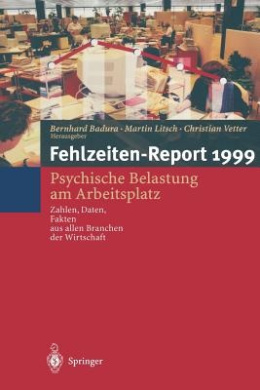 Bernhard Badura · Martin Litsch · Christian Vetter
Herausgeber
Fehlzeiten-Report 1999
Psychische Belastung
am Arbeitsplatz
Zahlen, Daten,
Fakten
aus allen Branchen
der Wirtschaft
Springer